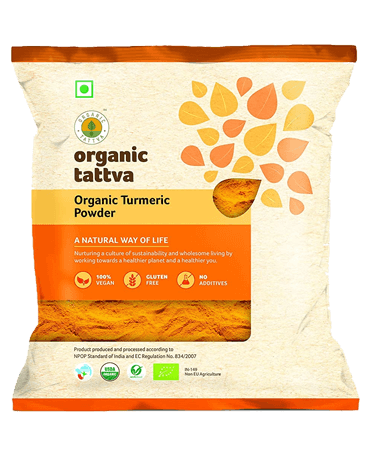 ORGANIC
TATTVA
organic
tattva
Organic Turmeric
Powder
A NATURAL WAY OF LIFE
Nurturing a culture of sustainability and wholesome living by
working towards a healthier planet and a healthier you.
100%
VEGAN
GLUTEN
FREE
NO
ADDITIVES
Product produced and processed according to
NPOP Standard of India and EC Regulation No. 834/2007
USDA
ORGANIC
Non EU Agriculture